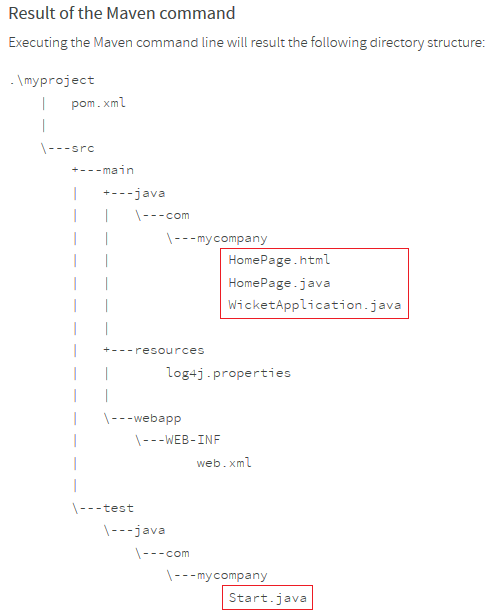 Result of the Maven command
Executing the Maven command line will result the following directory structure:
.\myproject
    |   pom.xml
    |
    \---src
        +---main
        |   +---java
        |   |   \---com
        |   |       \---mycompany
        |   |               HomePage.html
        |   |               HomePage.java
        |   |               WicketApplication.java
        |   |
        |   +---resources
        |   |       log4j.properties
        |   |
        |   \---webapp
        |       \---WEB-INF
        |               web.xml
        |
        \---test
            \---java
                \---com
                    \---mycompany
                            Start.java